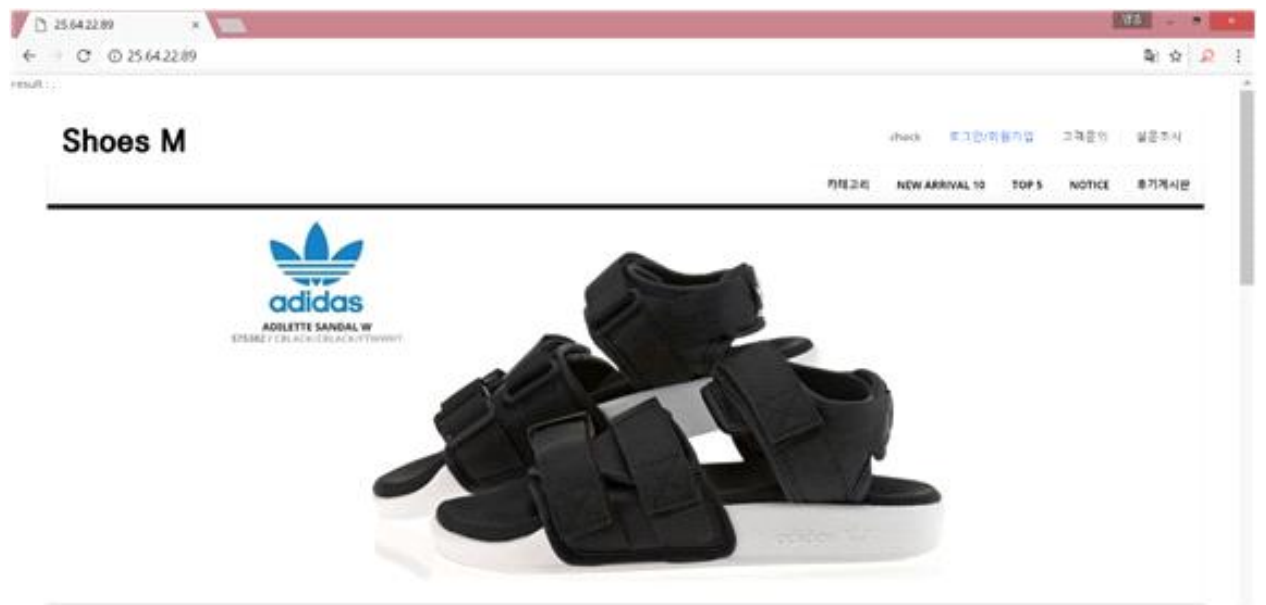 25.64.22.89
25.64.22.89
result : .
Shoes M
check 로그인/회원가입 고객문의 설문조사
카테고리 NEW ARRIVAL 10 TOP 5 NOTICE 후기게시판
adidas
ADILETTE SANDAL W
adidas